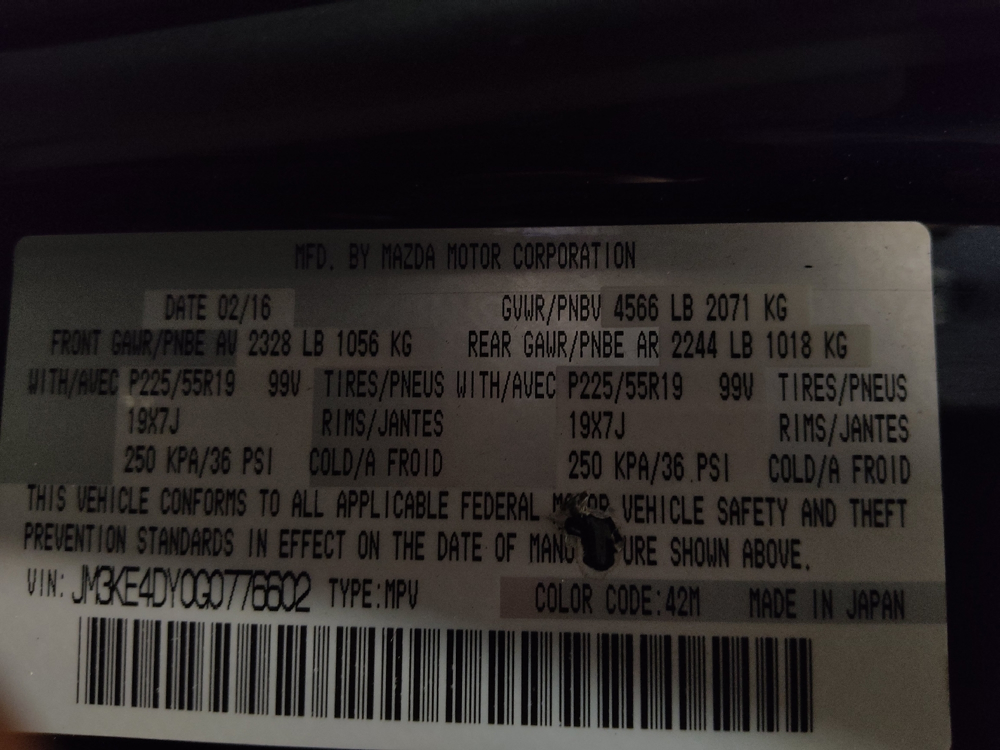 MFD. BY MAZDA MOTOR CORPORATION
DATE 02/16 GVWR/PNBV 4566 LB 2071 KG
FRONT GAWR/PNBE AV 2328 LB 1056 KG REAR GAWR/PNBE AR 2244 LB 1018 KG
WITH/AVEC P225/55R19 99V TIRES/PNEUS WITH/AVEC P225/55R19 99V TIRES/PNEUS
19X7J RIMS/JANTES 19X7J RIMS/JANTES
250 KPA/36 PSI COLD/A FROID 250 KPA/36 PSI COLD/A FROID
THIS VEHICLE CONFORMS TO ALL APPLICABLE FEDERAL MOTOR VEHICLE SAFETY AND THEFT
PREVENTION STANDARDS IN EFFECT ON THE DATE OF MANU URE SHOWN ABOVE.
VIN: JM3KE4DY0G0776602 TYPE:MPV COLOR CODE:42M MADE IN JAPAN